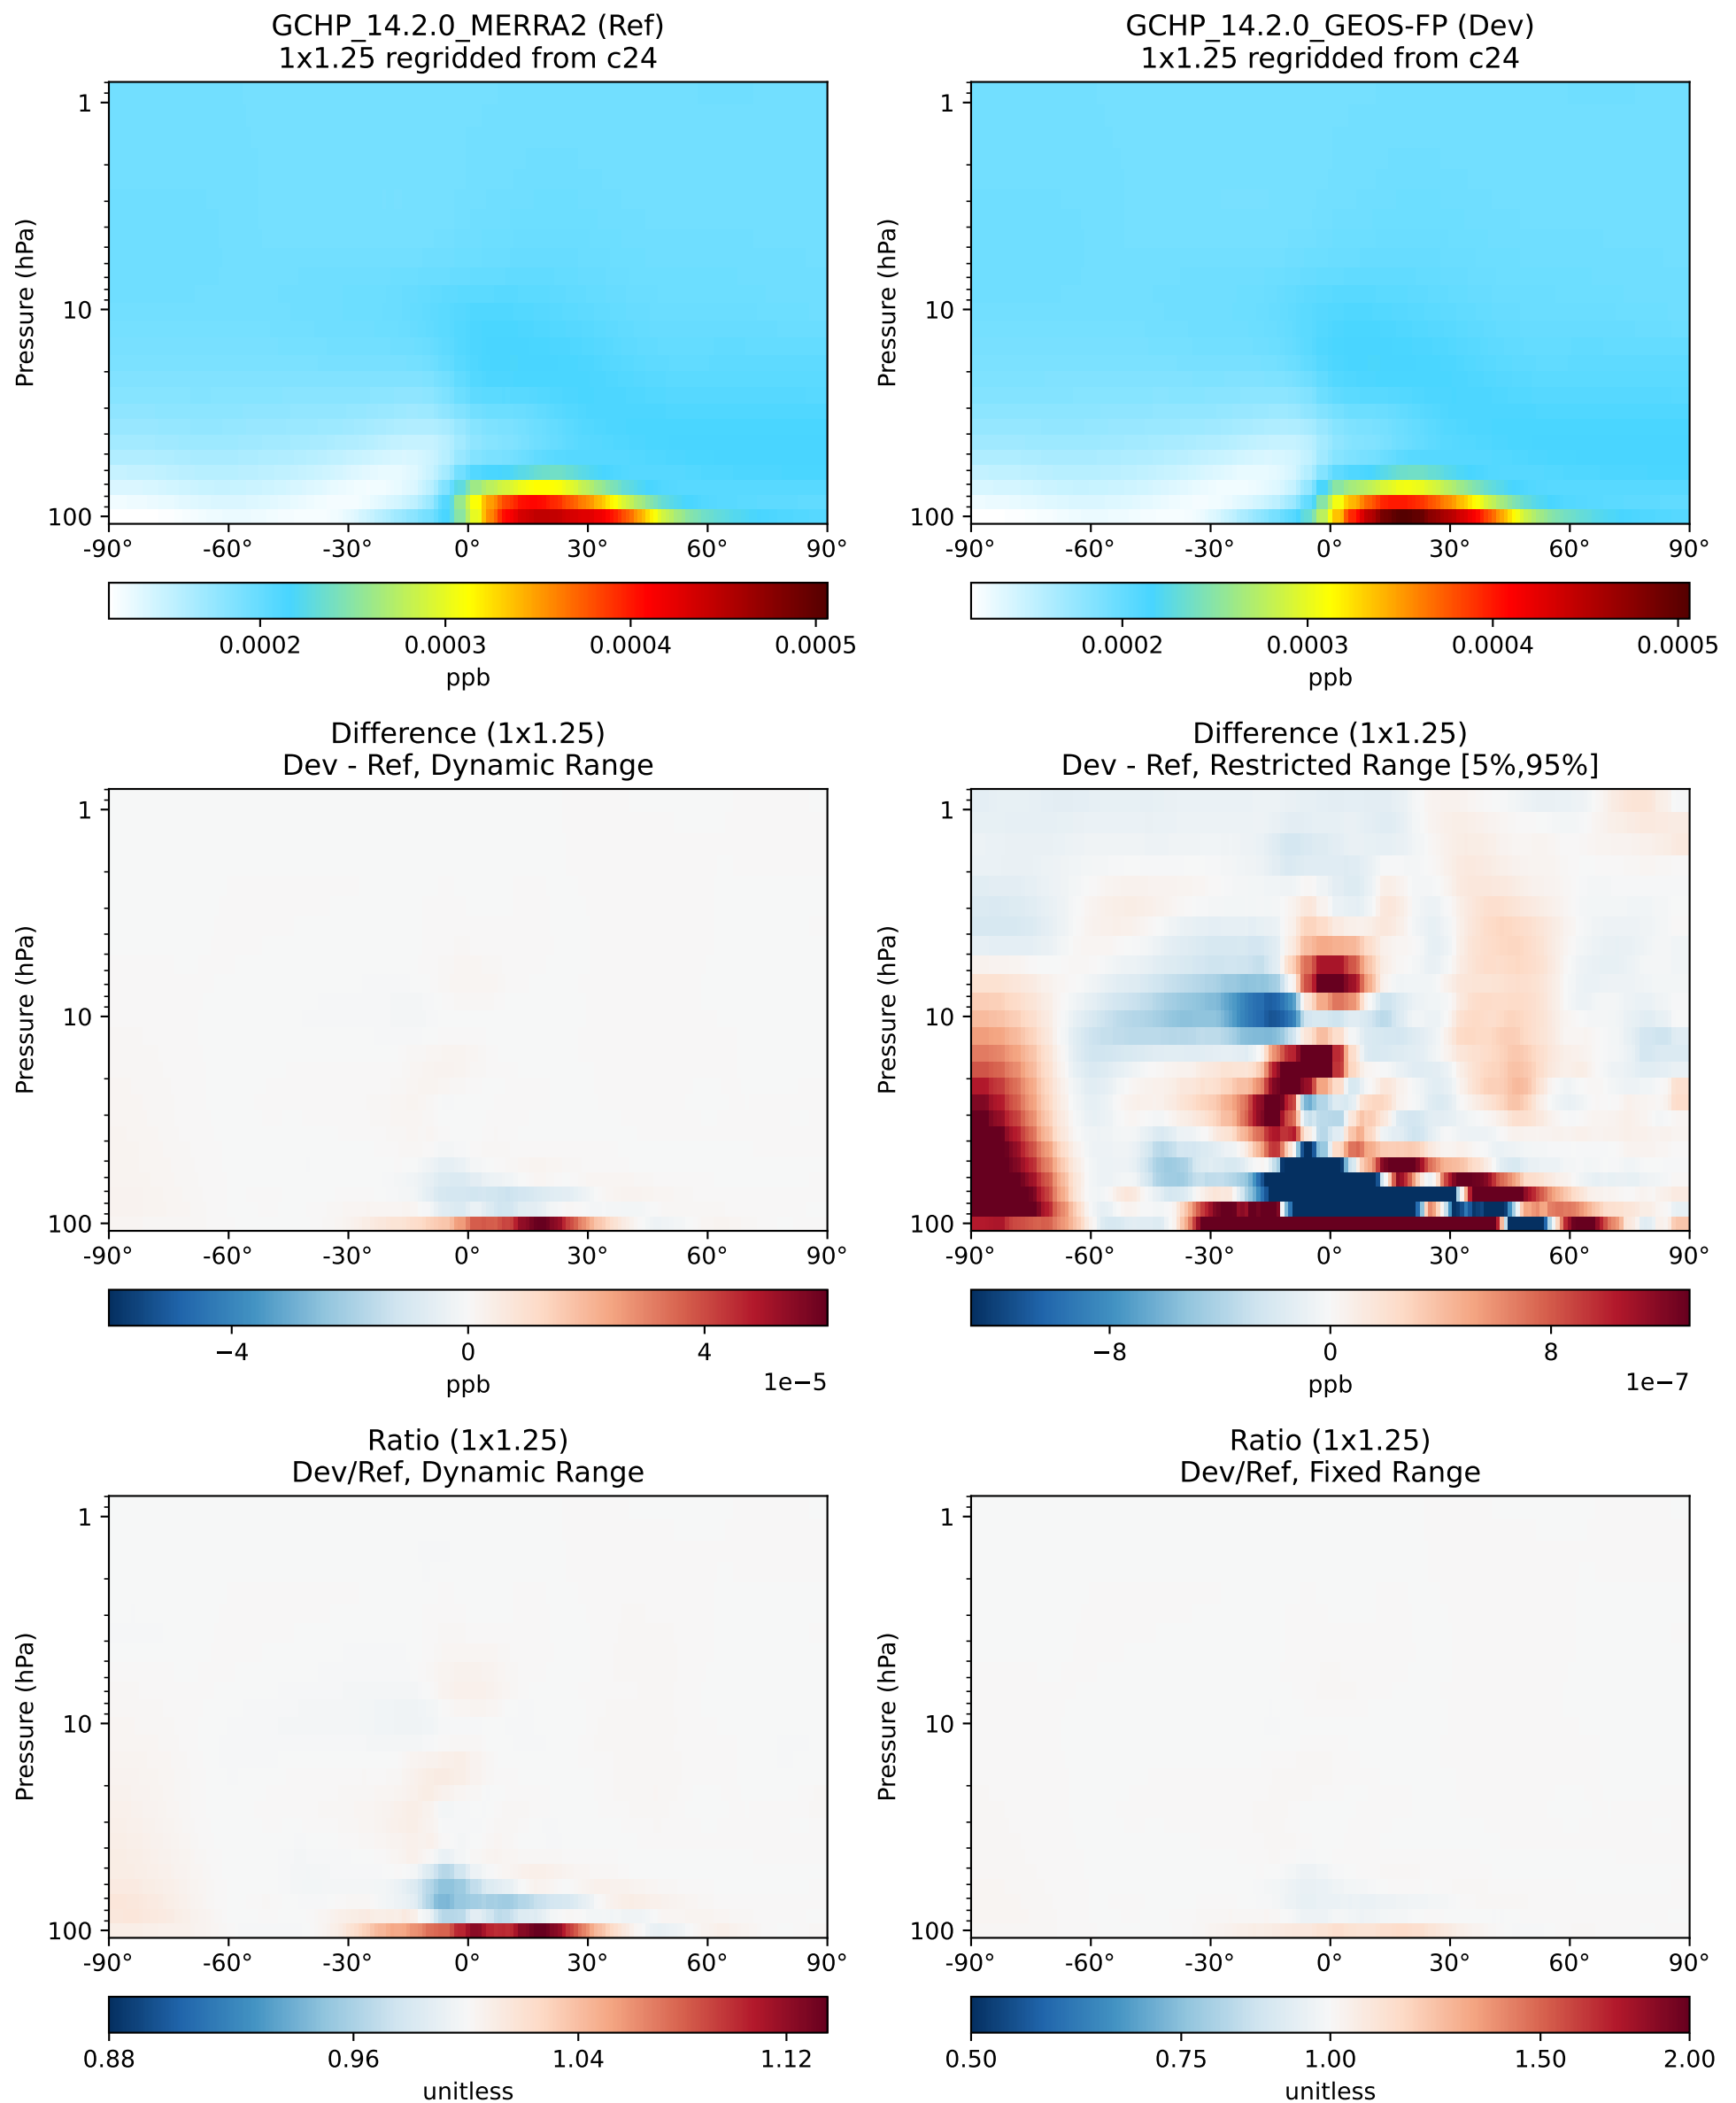 GCHP_14.2.0_MERRA2 (Ref)
1x1.25 regridded from c24
Pressure (hPa)
1
10
100
-90° -60° -30° 0° 30° 60° 90°
0.0002 0.0003 0.0004 0.0005
ppb
GCHP_14.2.0_GEOS-FP (Dev)
1x1.25 regridded from c24
Pressure (hPa)
1
10
100
-90° -60° -30° 0° 30° 60° 90°
0.0002 0.0003 0.0004 0.0005
ppb
Difference (1x1.25)
Dev - Ref, Dynamic Range
Pressure (hPa)
1
10
100
-90° -60° -30° 0° 30° 60° 90°
−4 0 4
ppb
1e−5
Difference (1x1.25)
Dev - Ref, Restricted Range [5%,95%]
Pressure (hPa)
1
10
100
-90° -60° -30° 0° 30° 60° 90°
−8 0 8
ppb
1e−7
Ratio (1x1.25)
Dev/Ref, Dynamic Range
Pressure (hPa)
1
10
100
-90° -60° -30° 0° 30° 60° 90°
0.88 0.96 1.04 1.12
unitless
Ratio (1x1.25)
Dev/Ref, Fixed Range
Pressure (hPa)
1
10
100
-90° -60° -30° 0° 30° 60° 90°
0.50 0.75 1.00 1.50 2.00
unitless